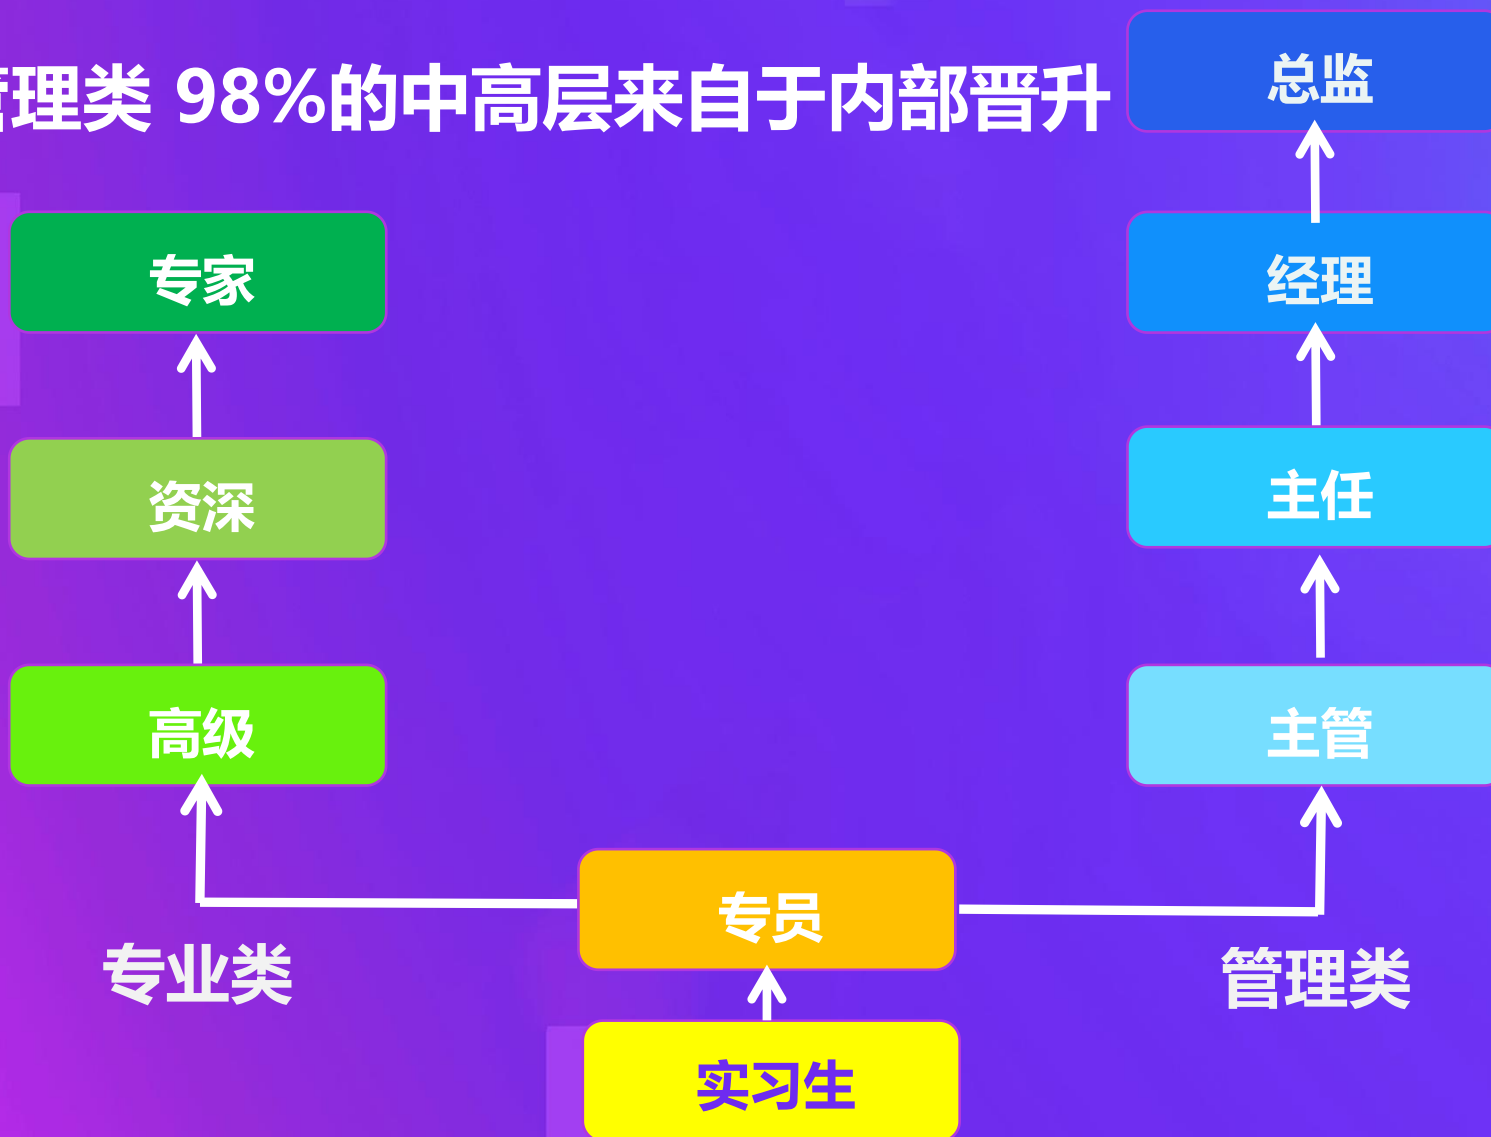 管理类 98%的中高层来自于内部晋升
总监
专家
经理
资深
主任
高级
主管
专员
专业类
管理类
实习生